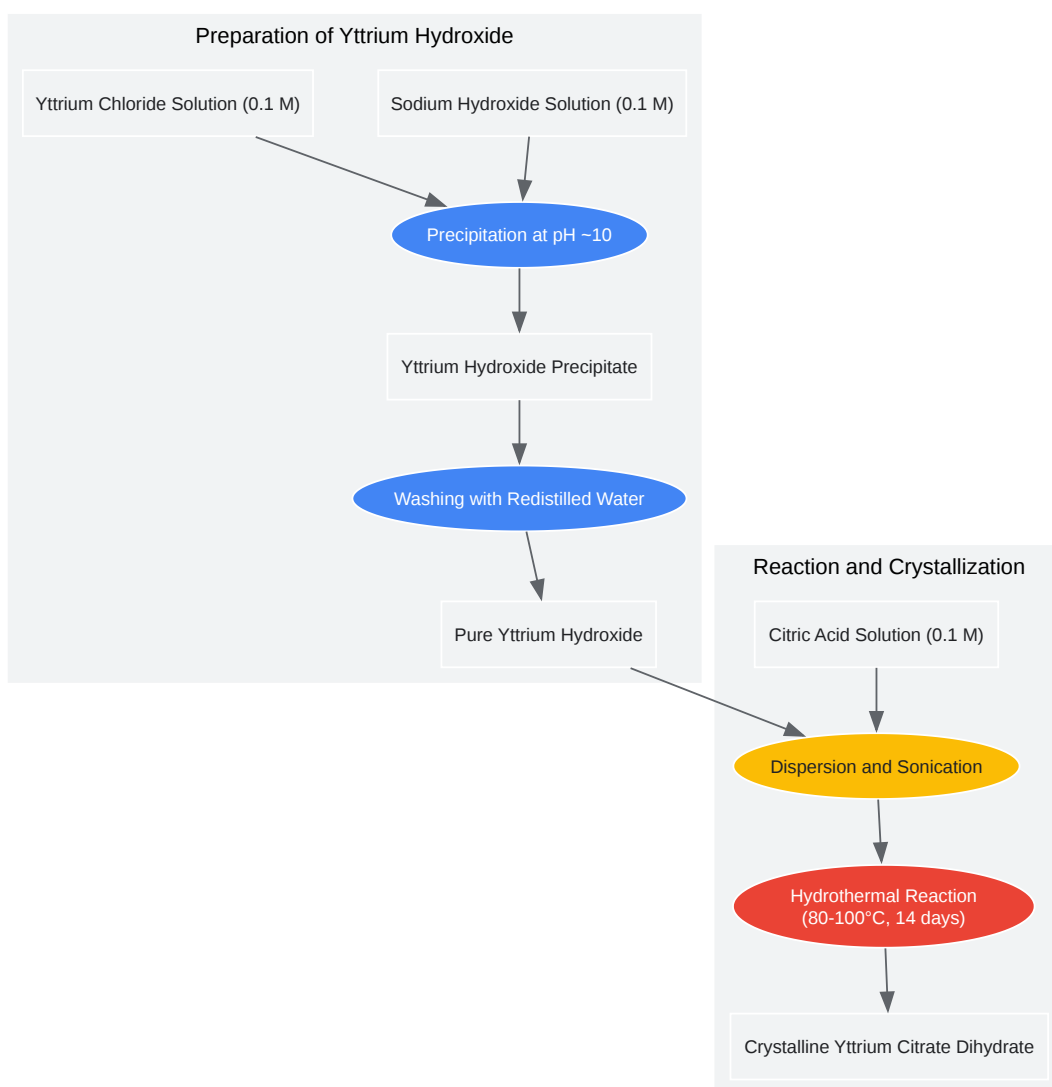 Preparation of Yttrium Hydroxide
Yttrium Chloride Solution (0.1 M)
Sodium Hydroxide Solution (0.1 M)
Precipitation at pH ~10
Yttrium Hydroxide Precipitate
Washing with Redistilled Water
Pure Yttrium Hydroxide
Reaction and Crystallization
Citric Acid Solution (0.1 M)
Dispersion and Sonication
Hydrothermal Reaction
(80-100°C, 14 days)
Crystalline Yttrium Citrate Dihydrate